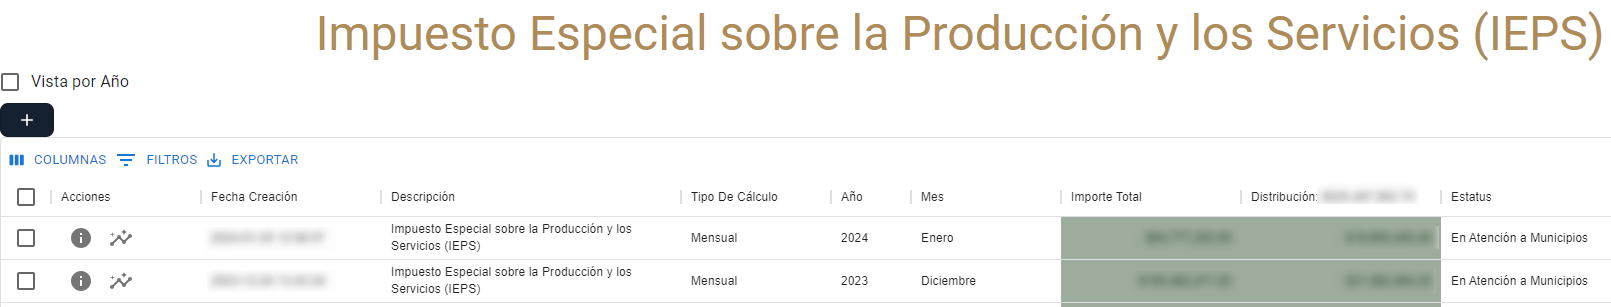 Impuesto Especial sobre la Producción y los Servicios (IEPS)
Vista por Año
+
COLUMNAS FILTROS EXPORTAR
Acciones Fecha Creación Descripción Tipo De Cálculo Año Mes Importe Total Distribución: Estatus
Impuesto Especial sobre la Producción y los
Servicios (IEPS)
Mensual 2024 Enero En Atención a Municipios
Impuesto Especial sobre la Producción y los
Servicios (IEPS)
Mensual 2023 Diciembre En Atención a Municipios